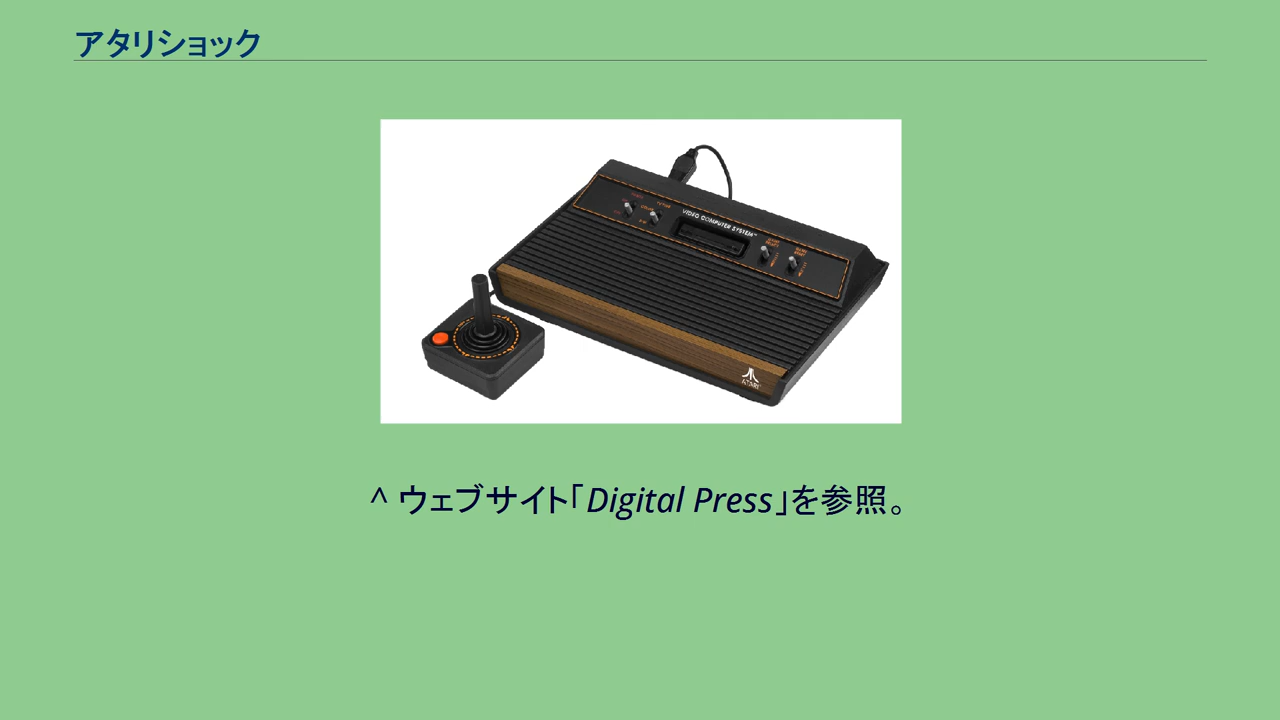 アタリショック
VIDEO COMPUTER SYSTEM™
ATARI
^ ウェブサイト「Digital Press」を参照。